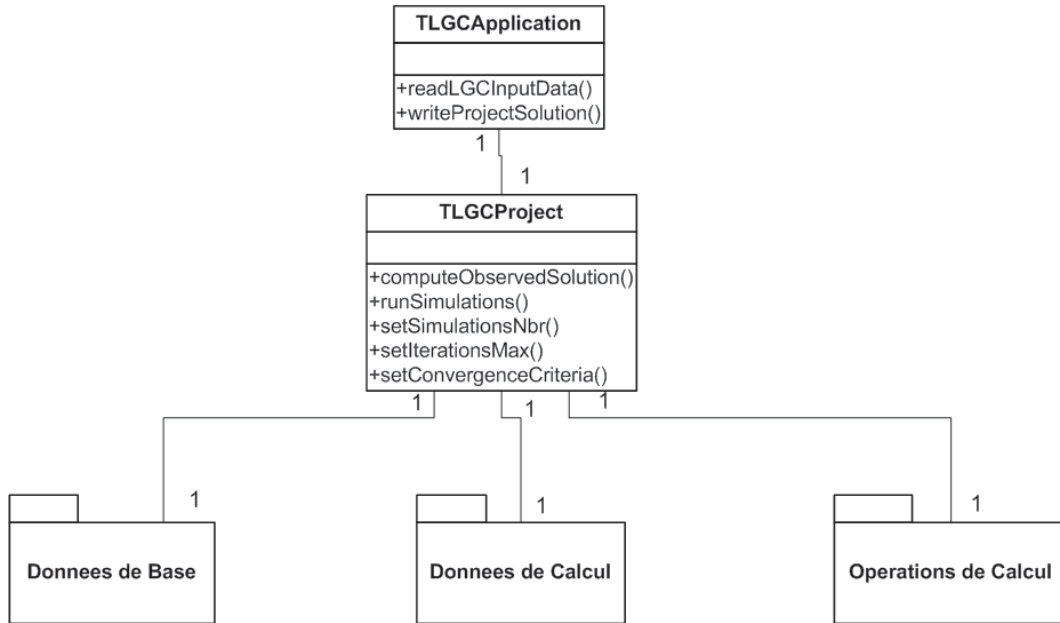 TLGCApplication
+readLGCInputData()
+writeProjectSolution()
1
1
TLGCProject
+computeObservedSolution()
+runSimulations()
+setSimulationsNbr()
+setIterationsMax()
+setConvergenceCriteria()
1
1
1
1
1
1
Donnees de Base
Donnees de Calcul
Operations de Calcul